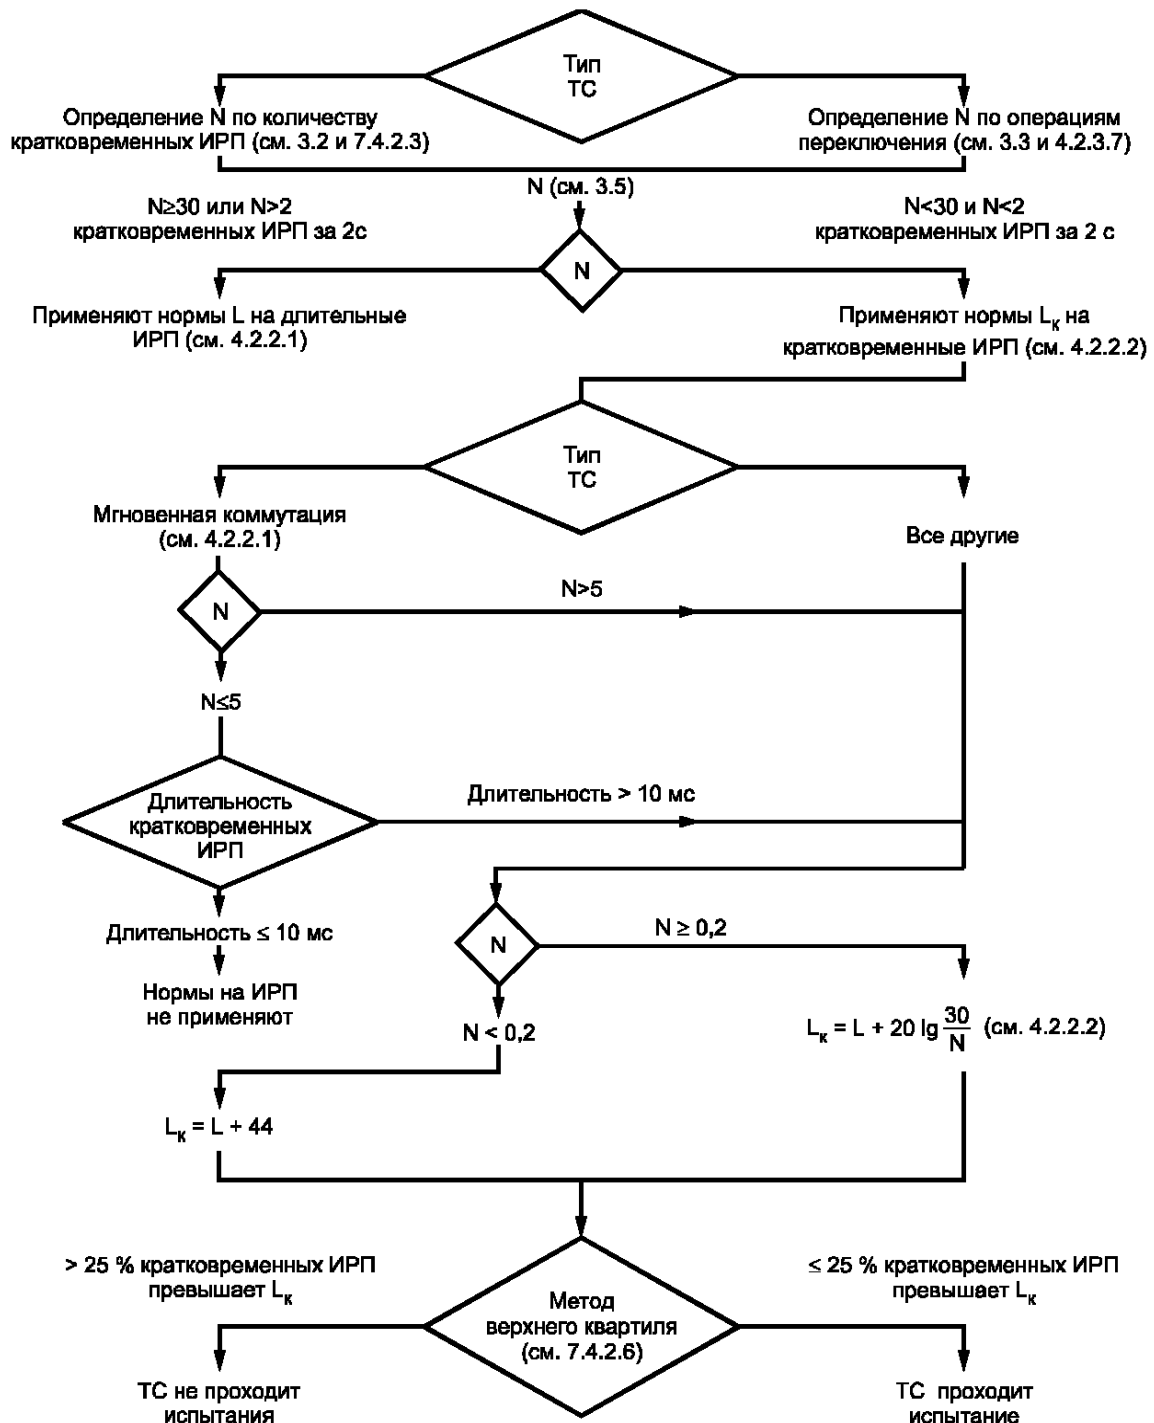 Тип
ТС
Определение N по количеству
кратковременных ИРП (см. 3.2 и 7.4.2.3)
Определение N по операциям
переключения (см. 3.3 и 4.2.3.7)
N (см. 3.5)
N≥30 или N>2
кратковременных ИРП за 2с
N<30 и N<2
кратковременных ИРП за 2 с
N
Применяют нормы L на длительные
ИРП (см. 4.2.2.1)
Применяют нормы Lк на
кратковременные ИРП (см. 4.2.2.2)
Тип
ТС
Мгновенная коммутация
(см. 4.2.2.1)
Все другие
N
N>5
N≤5
Длительность
кратковременных
ИРП
Длительность > 10 мс
Длительность ≤ 10 мс
Нормы на ИРП
не применяют
N
N ≥ 0,2
N < 0,2
Lк = L + 20 lg 30/N (см. 4.2.2.2)
Lк = L + 44
> 25 % кратковременных ИРП
превышает Lк
≤ 25 % кратковременных ИРП
превышает Lк
Метод
верхнего квартиля
(см. 7.4.2.6)
ТС не проходит
испытания
ТС проходит
испытание